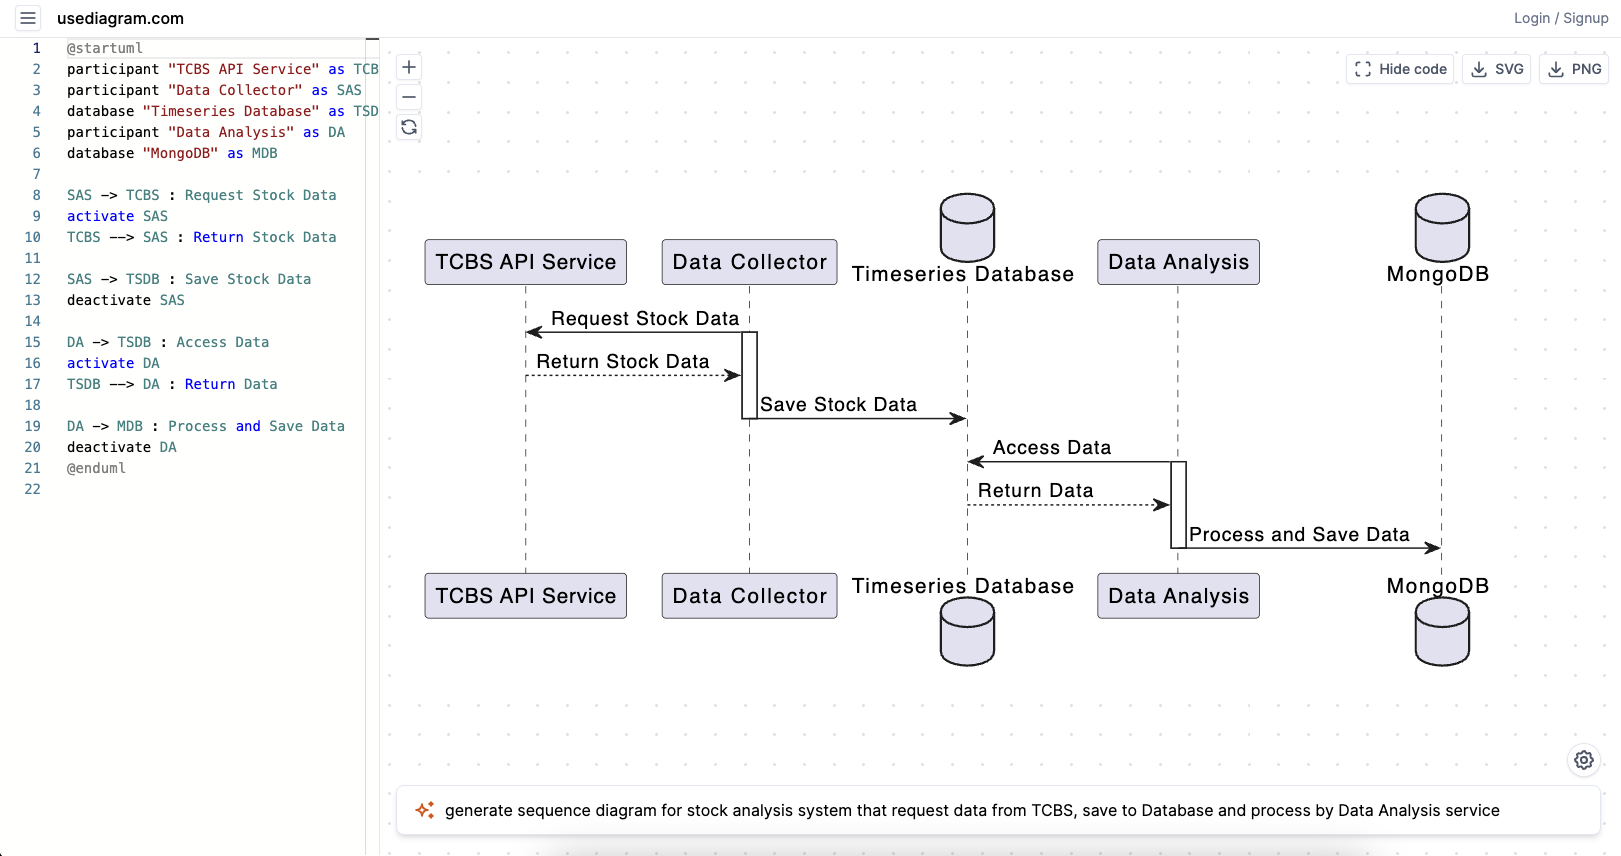 usediagram.com
Login / Signup
1 @startuml
2 participant "TCBS API Service" as TCB
3 participant "Data Collector" as SAS
4 database "Timeseries Database" as TSD
5 participant "Data Analysis" as DA
6 database "MongoDB" as MDB
7
8 SAS -> TCBS : Request Stock Data
9 activate SAS
10 TCBS --> SAS : Return Stock Data
11
12 SAS -> TSDB : Save Stock Data
13 deactivate SAS
14
15 DA -> TSDB : Access Data
16 activate DA
17 TSDB --> DA : Return Data
18
19 DA -> MDB : Process and Save Data
20 deactivate DA
21 @enduml
22
Hide code
SVG
PNG
TCBS API Service
Data Collector
Timeseries Database
Data Analysis
MongoDB
Request Stock Data
Return Stock Data
Save Stock Data
Access Data
Return Data
Process and Save Data
TCBS API Service
Data Collector
Timeseries Database
Data Analysis
MongoDB
generate sequence diagram for stock analysis system that request data from TCBS, save to Database and process by Data Analysis service